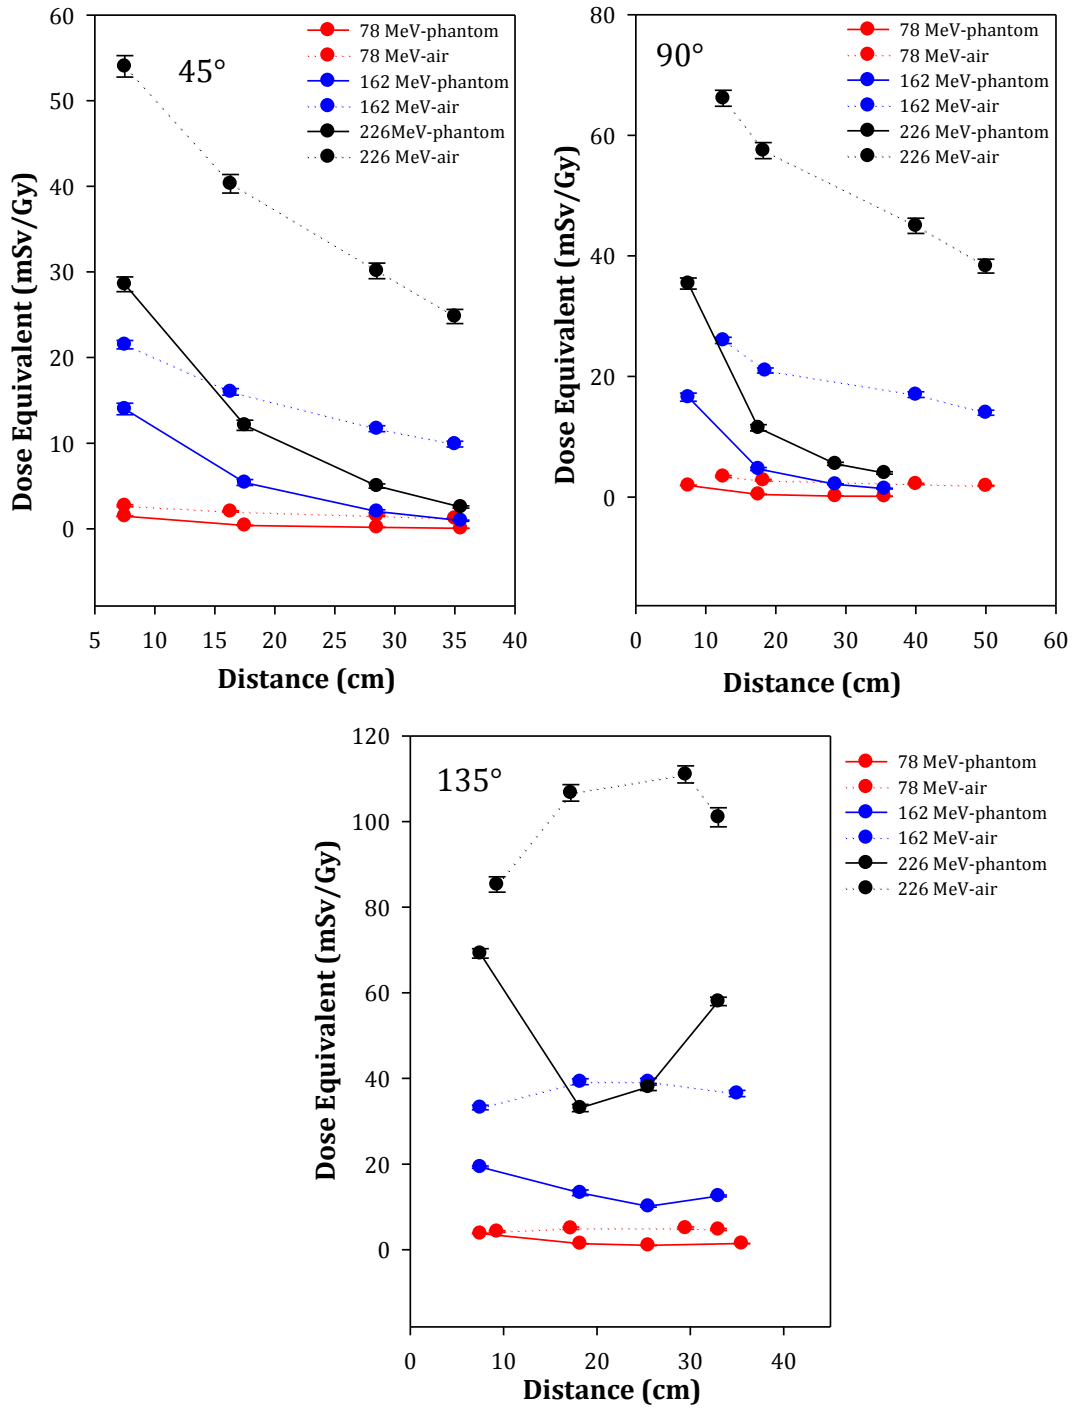 45°
78 MeV-phantom
78 MeV-air
162 MeV-phantom
162 MeV-air
226MeV-phantom
226 MeV-air
Dose Equivalent (mSv/Gy)
60
50
40
30
20
10
0
5 10 15 20 25 30 35 40
Distance (cm)
90°
78 MeV-phantom
78 MeV-air
162 MeV-phantom
162 MeV-air
226 MeV-phantom
226 MeV-air
Dose Equivalent (mSv/Gy)
80
60
40
20
0
0 10 20 30 40 50 60
Distance (cm)
135°
78 MeV-phantom
78 MeV-air
162 MeV-phantom
162 MeV-air
226 MeV-phantom
226 MeV-air
Dose Equivalent (mSv/Gy)
120
100
80
60
40
20
0
0 10 20 30 40
Distance (cm)